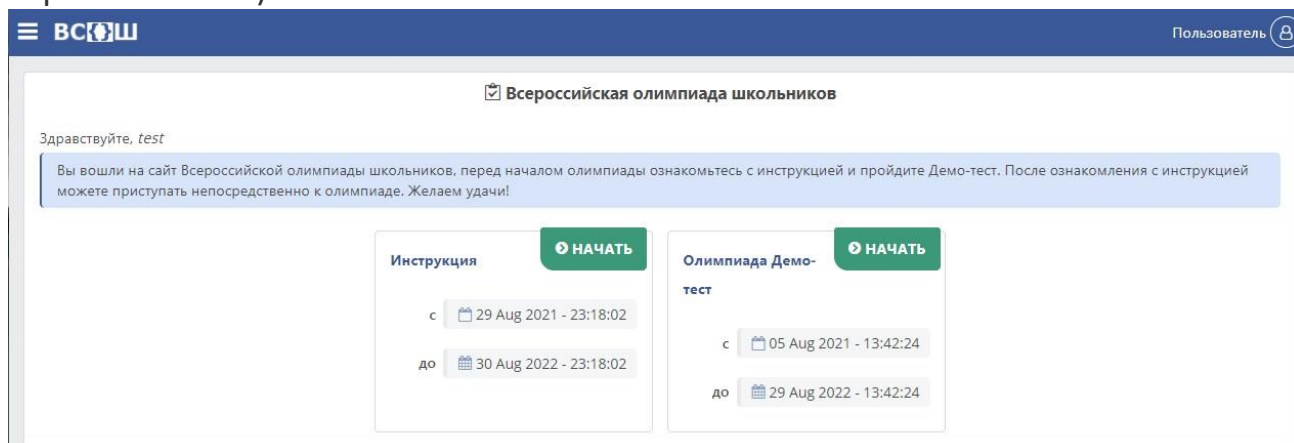 ВС[]Ш
Пользователь
Всероссийская олимпиада школьников
Здравствуйте, test
Вы вошли на сайт Всероссийской олимпиады школьников, перед началом олимпиады ознакомьтесь с инструкцией и пройдите Демо-тест. После ознакомления с инструкцией
можете приступать непосредственно к олимпиаде. Желаем удачи!
Инструкция
НАЧАТЬ
с 29 Aug 2021 - 23:18:02
до 30 Aug 2022 - 23:18:02
Олимпиада Демо-
тест
НАЧАТЬ
с 05 Aug 2021 - 13:42:24
до 29 Aug 2022 - 13:42:24